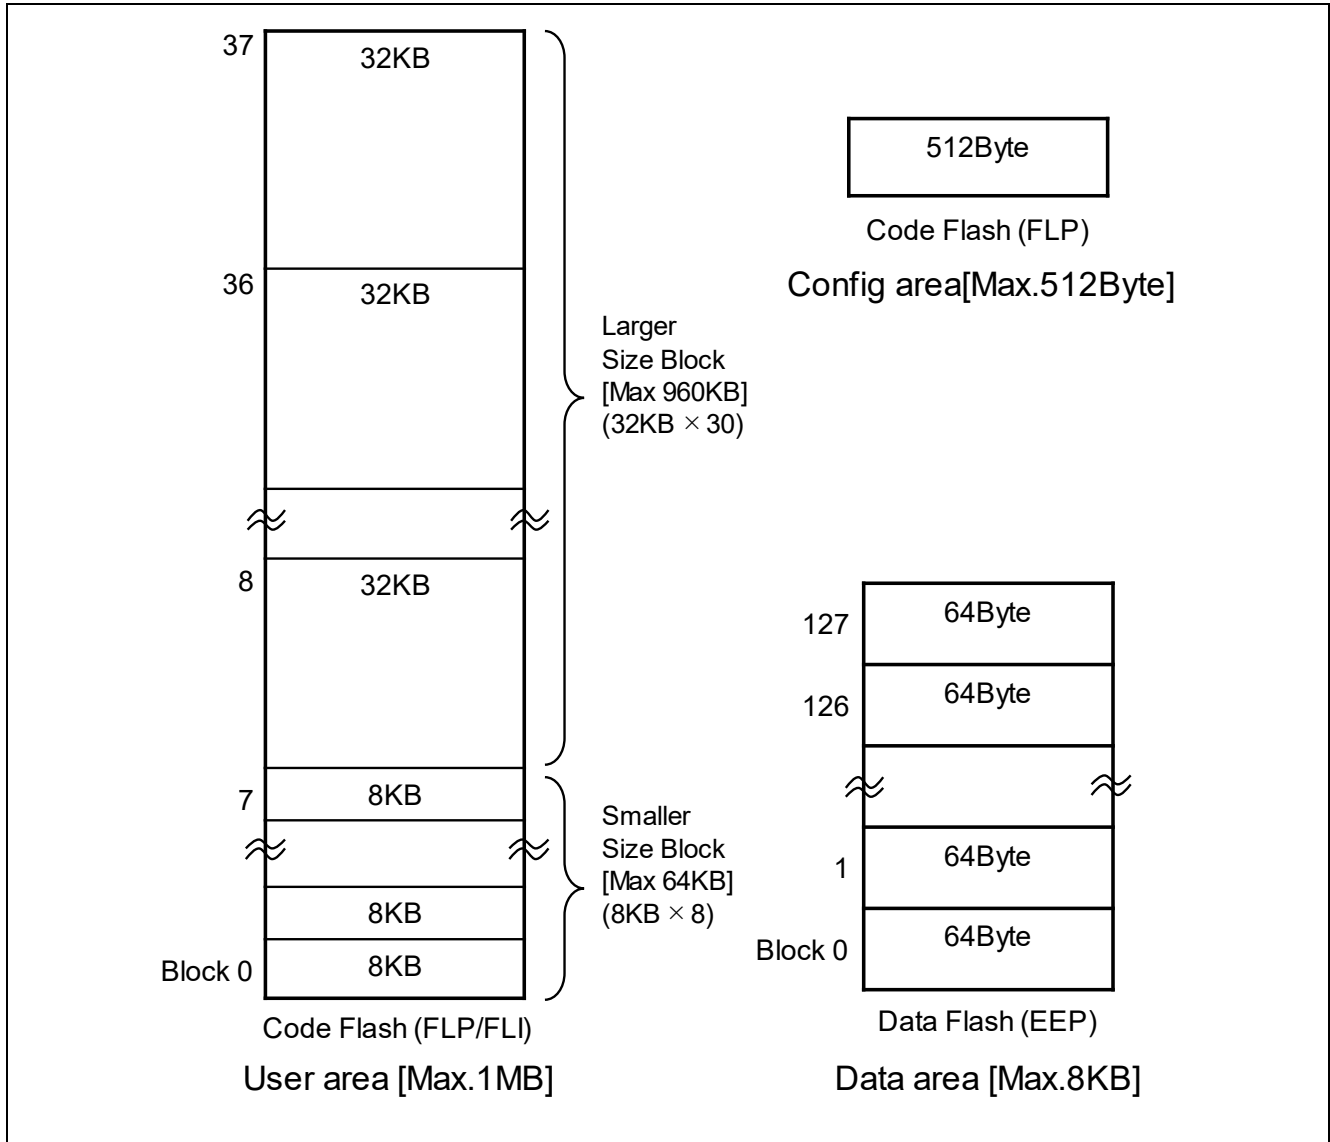 37
32KB
36
32KB
8
32KB
7
8KB
8KB
Block 0
8KB
Larger
Size Block
[Max 960KB]
(32KB × 30)
Smaller
Size Block
[Max 64KB]
(8KB × 8)
Code Flash (FLP/FLI)
User area [Max.1MB]
512Byte
Code Flash (FLP)
Config area[Max.512Byte]
127
64Byte
126
64Byte
1
64Byte
Block 0
64Byte
Data Flash (EEP)
Data area [Max.8KB]